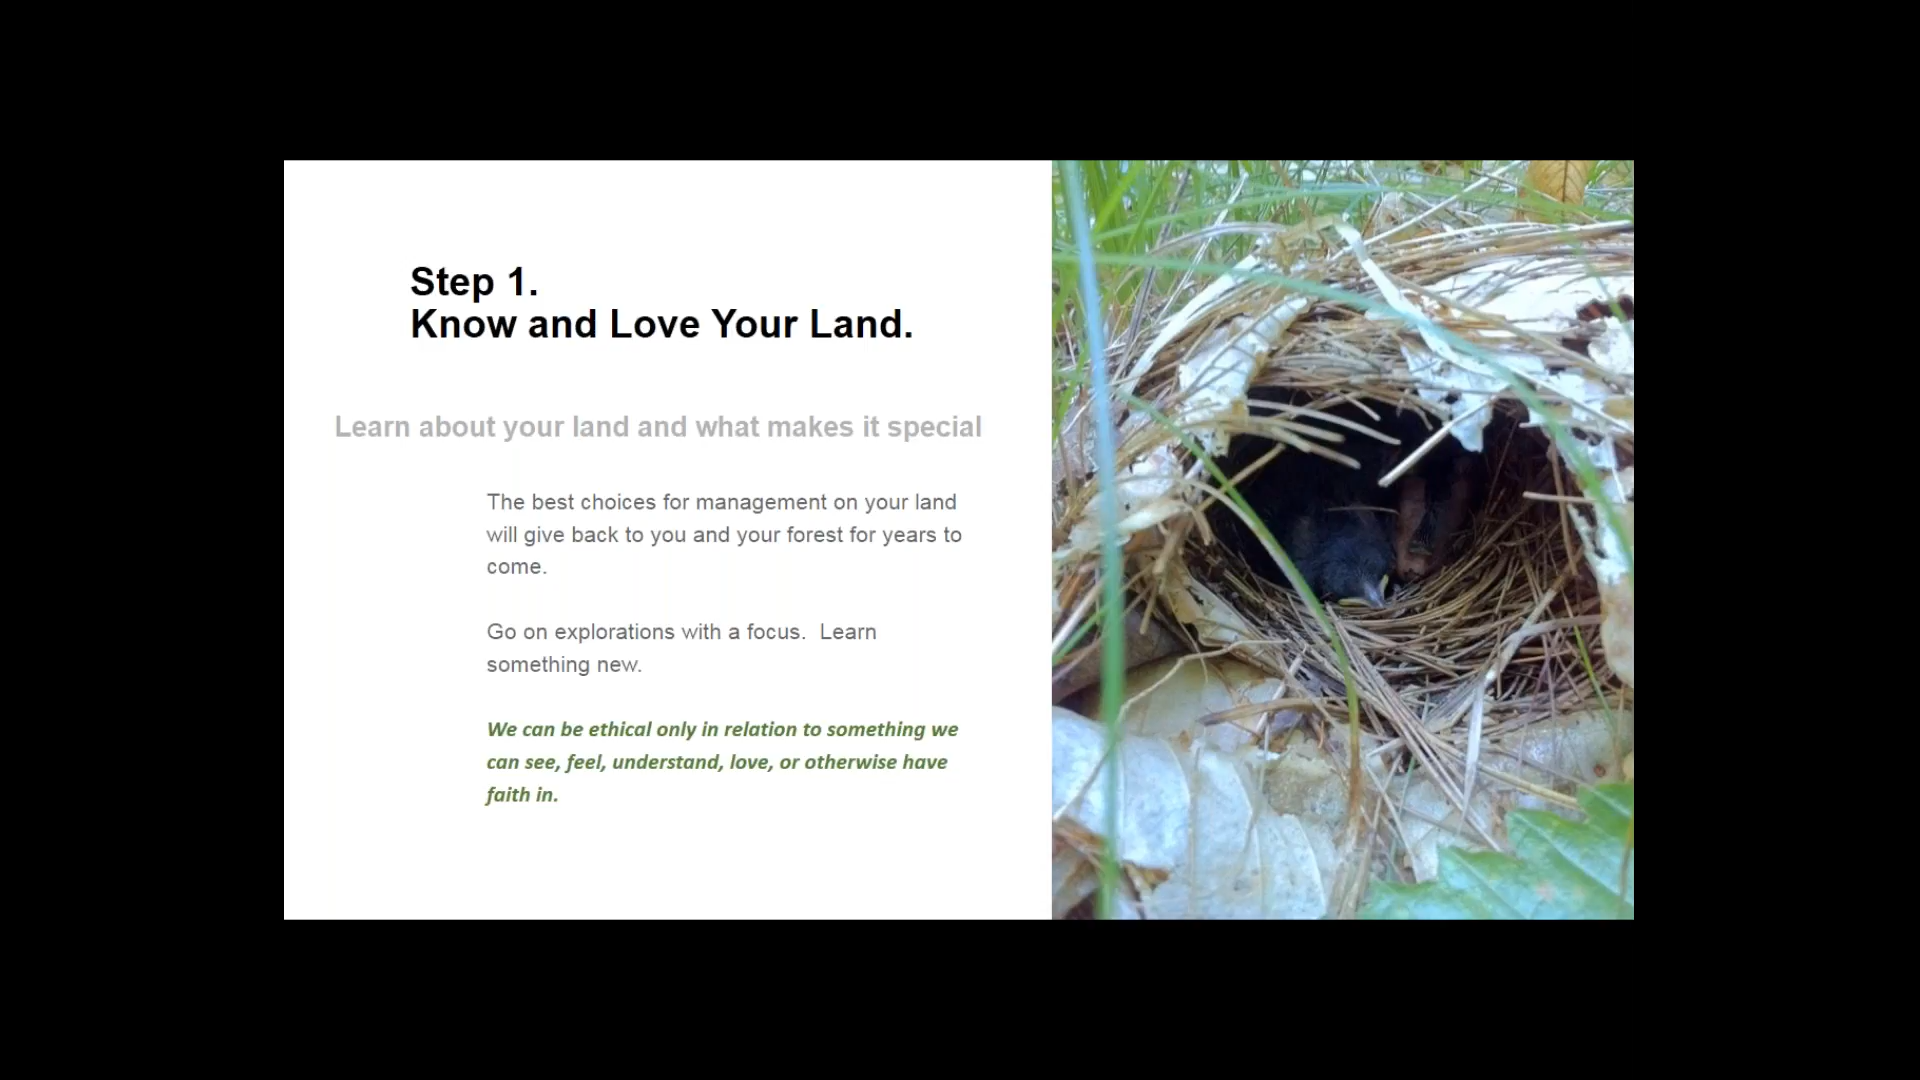 Step 1.
Know and Love Your Land.
Learn about your land and what makes it special
The best choices for management on your land
will give back to you and your forest for years to
come.
Go on explorations with a focus.  Learn
something new.
We can be ethical only in relation to something we
can see, feel, understand, love, or otherwise have
faith in.